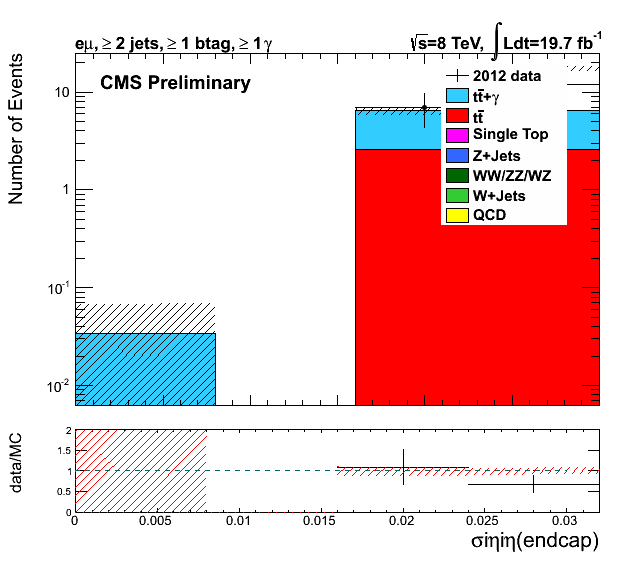 eμ, ≥ 2 jets, ≥ 1 btag, ≥ 1 γ
√s=8 TeV, ∫Ldt=19.7 fb⁻¹
CMS Preliminary
Number of Events
10
1
10⁻¹
10⁻²
2012 data
tt̅+γ
tt̅
Single Top
Z+Jets
WW/ZZ/WZ
W+Jets
QCD
data/MC
2
1.5
1
0.5
0
0 0.005 0.01 0.015 0.02 0.025 0.03
σiηiη(endcap)